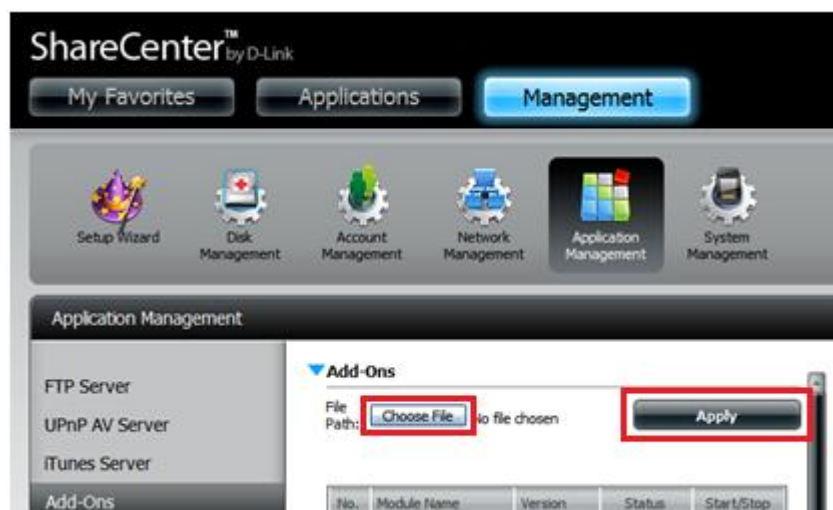 ShareCenter™ by D-Link
My Favorites Applications Management
Setup Wizard
Disk Management
Account Management
Network Management
Application Management
System Management
Application Management
FTP Server
UPnP AV Server
iTunes Server
Add-Ons
Add-Ons
File Path: Choose File No file chosen Apply
No. Module Name Version Status Start/Stop